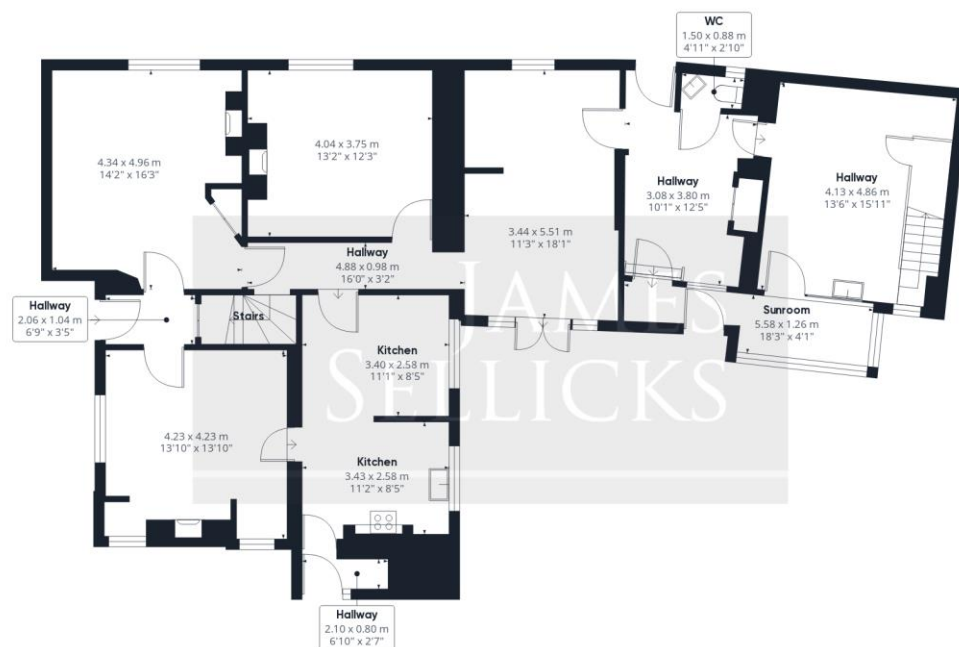 WC
1.50 x 0.88 m
4'11" x 2'10"
4.34 x 4.96 m
14'2" x 16'3"
4.04 x 3.75 m
13'2" x 12'3"
Hallway
3.08 x 3.80 m
10'1" x 12'5"
Hallway
4.13 x 4.86 m
13'6" x 15'11"
Hallway
4.88 x 0.98 m
16'0" x 3'2"
3.44 x 5.51 m
11'3" x 18'1"
Hallway
2.06 x 1.04 m
6'9" x 3'5"
Stairs
Sunroom
5.58 x 1.26 m
18'3" x 4'1"
JAMES
SELLICKS
Kitchen
3.40 x 2.58 m
11'1" x 8'5"
4.23 x 4.23 m
13'10" x 13'10"
Kitchen
3.43 x 2.58 m
11'2" x 8'5"
Hallway
2.10 x 0.80 m
6'10" x 2'7"